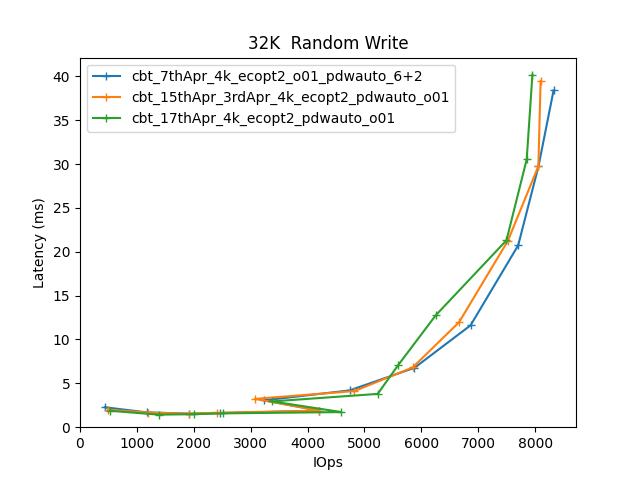 32K  Random Write
cbt_7thApr_4k_ecopt2_o01_pdwauto_6+2
cbt_15thApr_3rdApr_4k_ecopt2_pdwauto_o01
cbt_17thApr_4k_ecopt2_pdwauto_o01
Latency (ms)
40
35
30
25
20
15
10
5
0
0 1000 2000 3000 4000 5000 6000 7000 8000
IOps